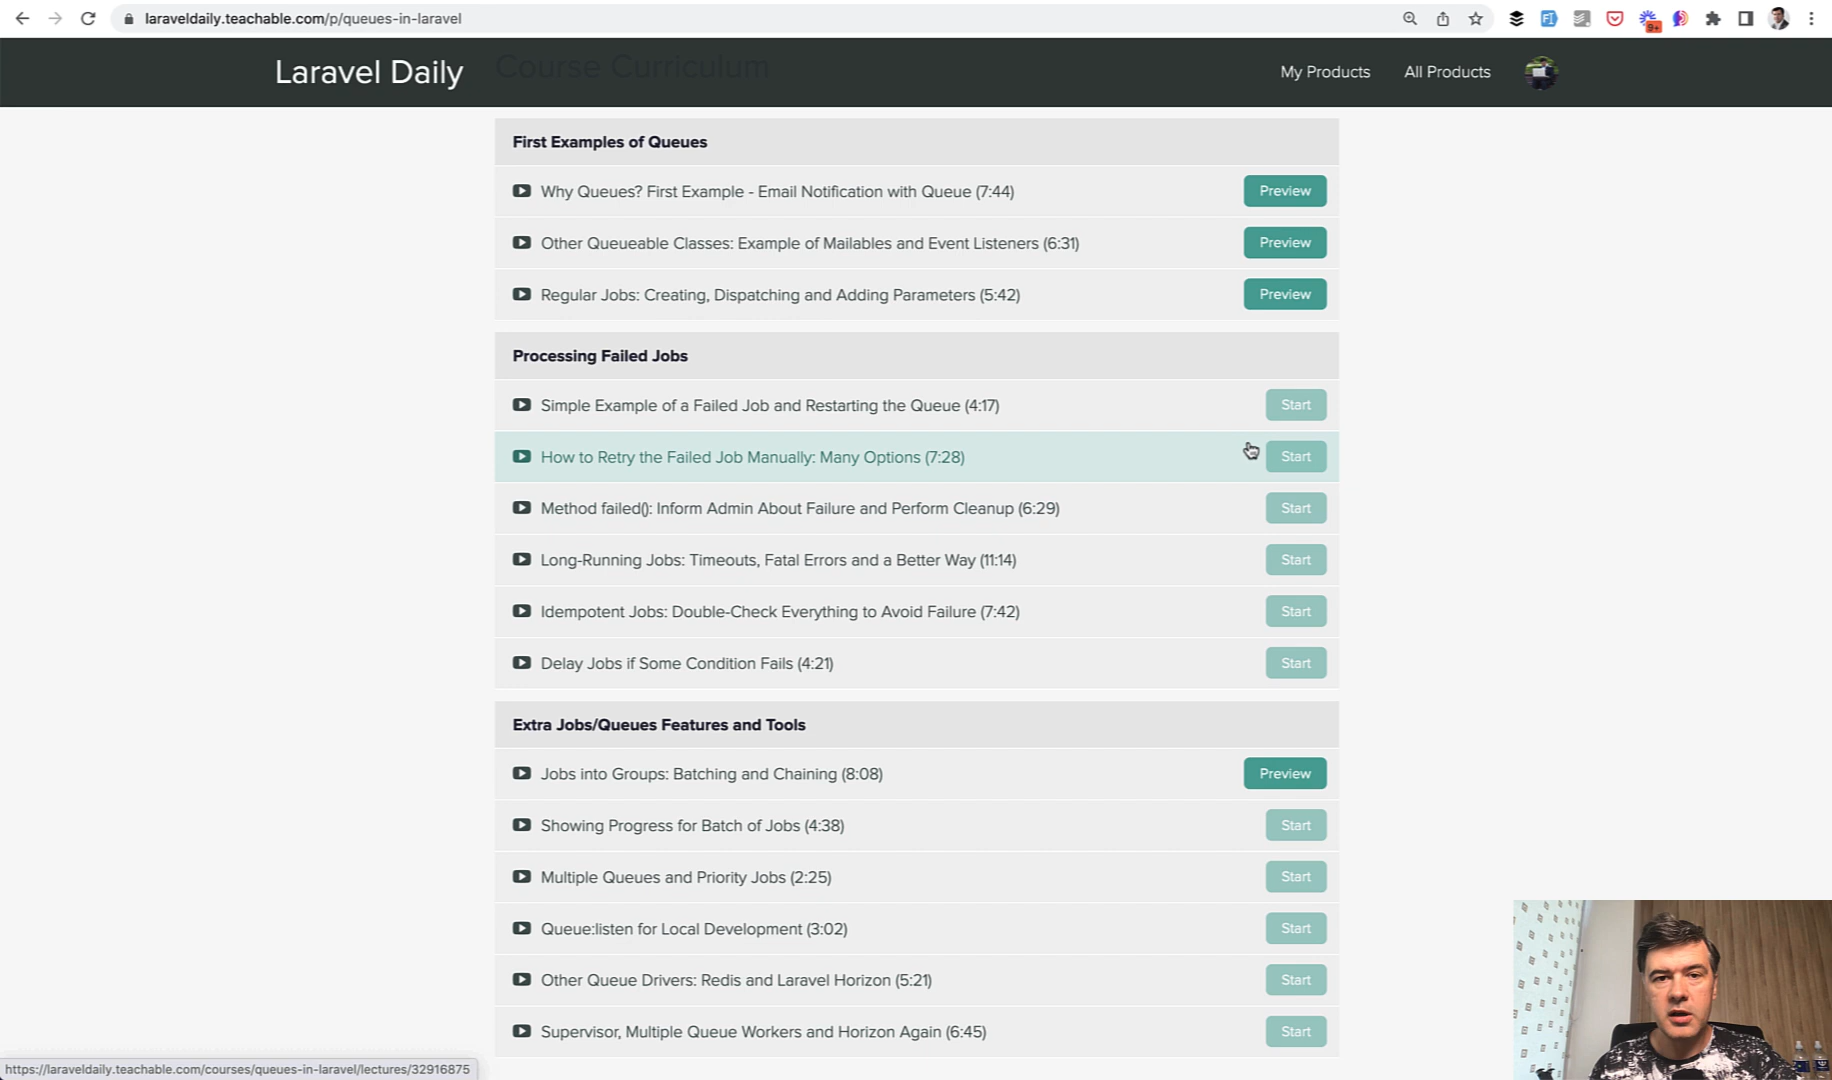 laraveldaily.teachable.com/p/queues-in-laravel
9+
Laravel Daily
Course Curriculum
My Products
All Products
First Examples of Queues
Why Queues? First Example - Email Notification with Queue (7:44)
Preview
Other Queueable Classes: Example of Mailables and Event Listeners (6:31)
Preview
Regular Jobs: Creating, Dispatching and Adding Parameters (5:42)
Preview
Processing Failed Jobs
Simple Example of a Failed Job and Restarting the Queue (4:17)
Start
How to Retry the Failed Job Manually: Many Options (7:28)
Start
Method failed(): Inform Admin About Failure and Perform Cleanup (6:29)
Start
Long-Running Jobs: Timeouts, Fatal Errors and a Better Way (11:14)
Start
Idempotent Jobs: Double-Check Everything to Avoid Failure (7:42)
Start
Delay Jobs if Some Condition Fails (4:21)
Start
Extra Jobs/Queues Features and Tools
Jobs into Groups: Batching and Chaining (8:08)
Preview
Showing Progress for Batch of Jobs (4:38)
Start
Multiple Queues and Priority Jobs (2:25)
Start
Queue:listen for Local Development (3:02)
Start
Other Queue Drivers: Redis and Laravel Horizon (5:21)
Start
Supervisor, Multiple Queue Workers and Horizon Again (6:45)
Start
https://laraveldaily.teachable.com/courses/queues-in-laravel/lectures/32916875